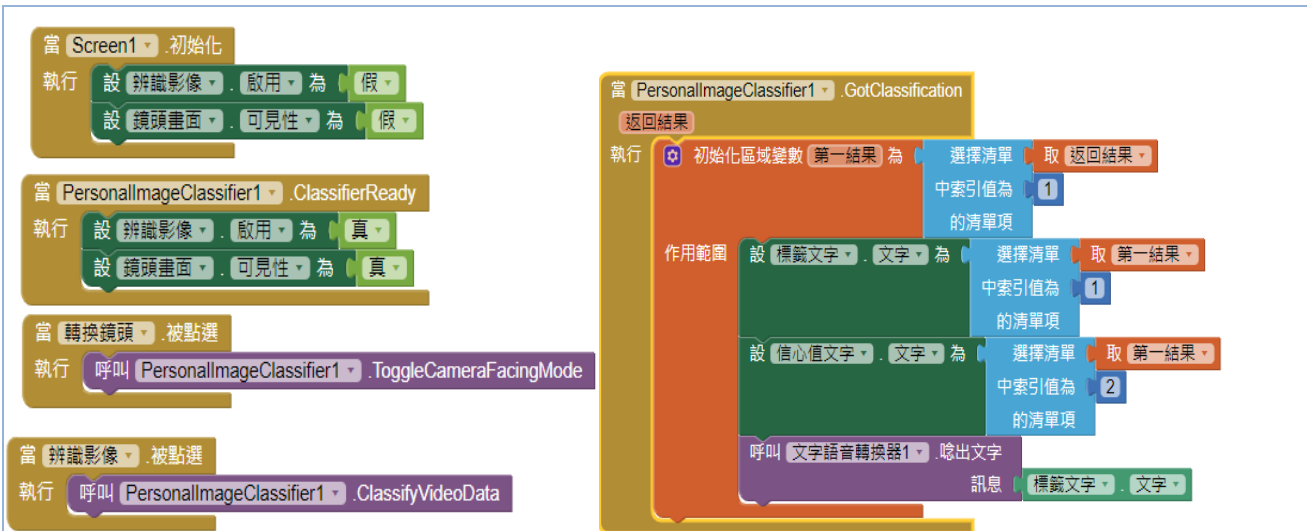 當 Screen1 .初始化
執行 設 辨識影像 . 啟用 為 假
設 鏡頭畫面 . 可見性 為 假
當 PersonalImageClassifier1 .ClassifierReady
執行 設 辨識影像 . 啟用 為 真
設 鏡頭畫面 . 可見性 為 真
當 轉換鏡頭 .被點選
執行 呼叫 PersonalImageClassifier1 .ToggleCameraFacingMode
當 辨識影像 .被點選
執行 呼叫 PersonalImageClassifier1 .ClassifyVideoData
當 PersonalImageClassifier1 .GotClassification
返回結果
執行 初始化區域變數 第一結果 為 選擇清單 取 返回結果
中索引值為 1
的清單項
作用範圍 設 標籤文字 . 文字 為 選擇清單 取 第一結果
中索引值為 1
的清單項
設 信心值文字 . 文字 為 選擇清單 取 第一結果
中索引值為 2
的清單項
呼叫 文字語音轉換器1 .唸出文字
訊息 標籤文字 . 文字